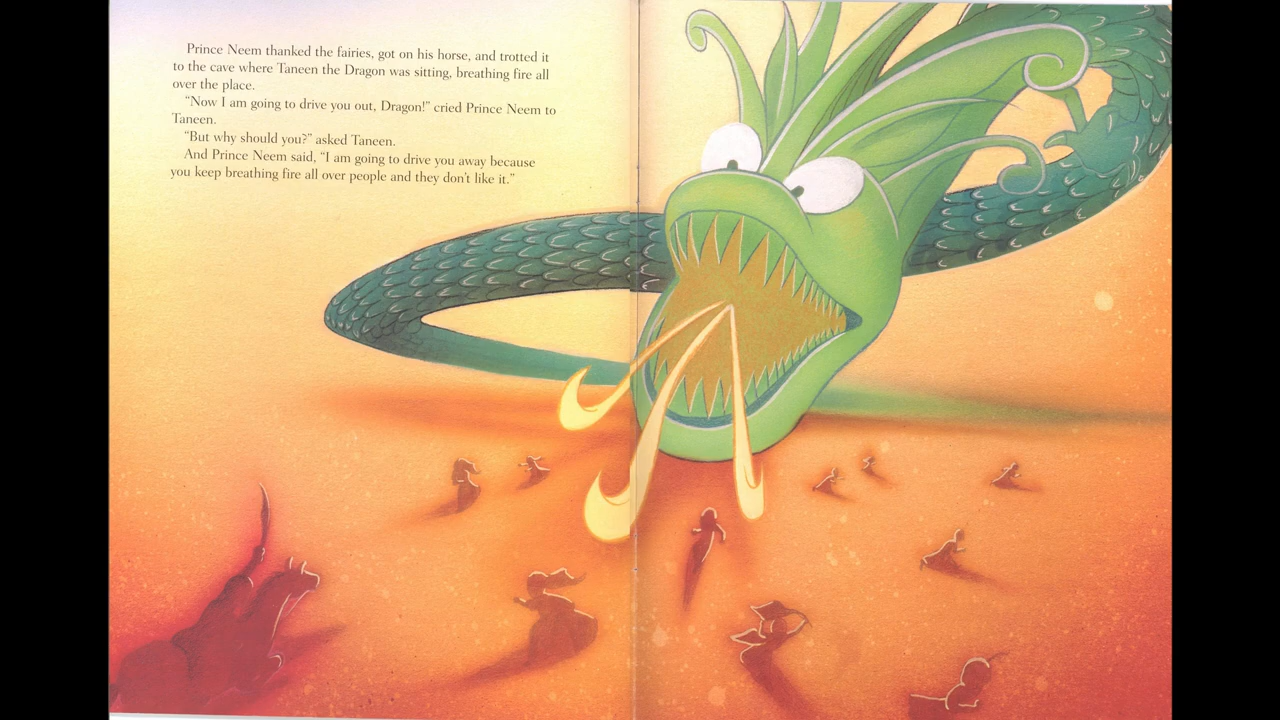 Prince Neem thanked the fairies, got on his horse, and trotted it
to the cave where Taneen the Dragon was sitting, breathing fire all
over the place.
“Now I am going to drive you out, Dragon!” cried Prince Neem to
Taneen.
“But why should you?” asked Taneen.
And Prince Neem said, “I am going to drive you away because
you keep breathing fire all over people and they don’t like it.”